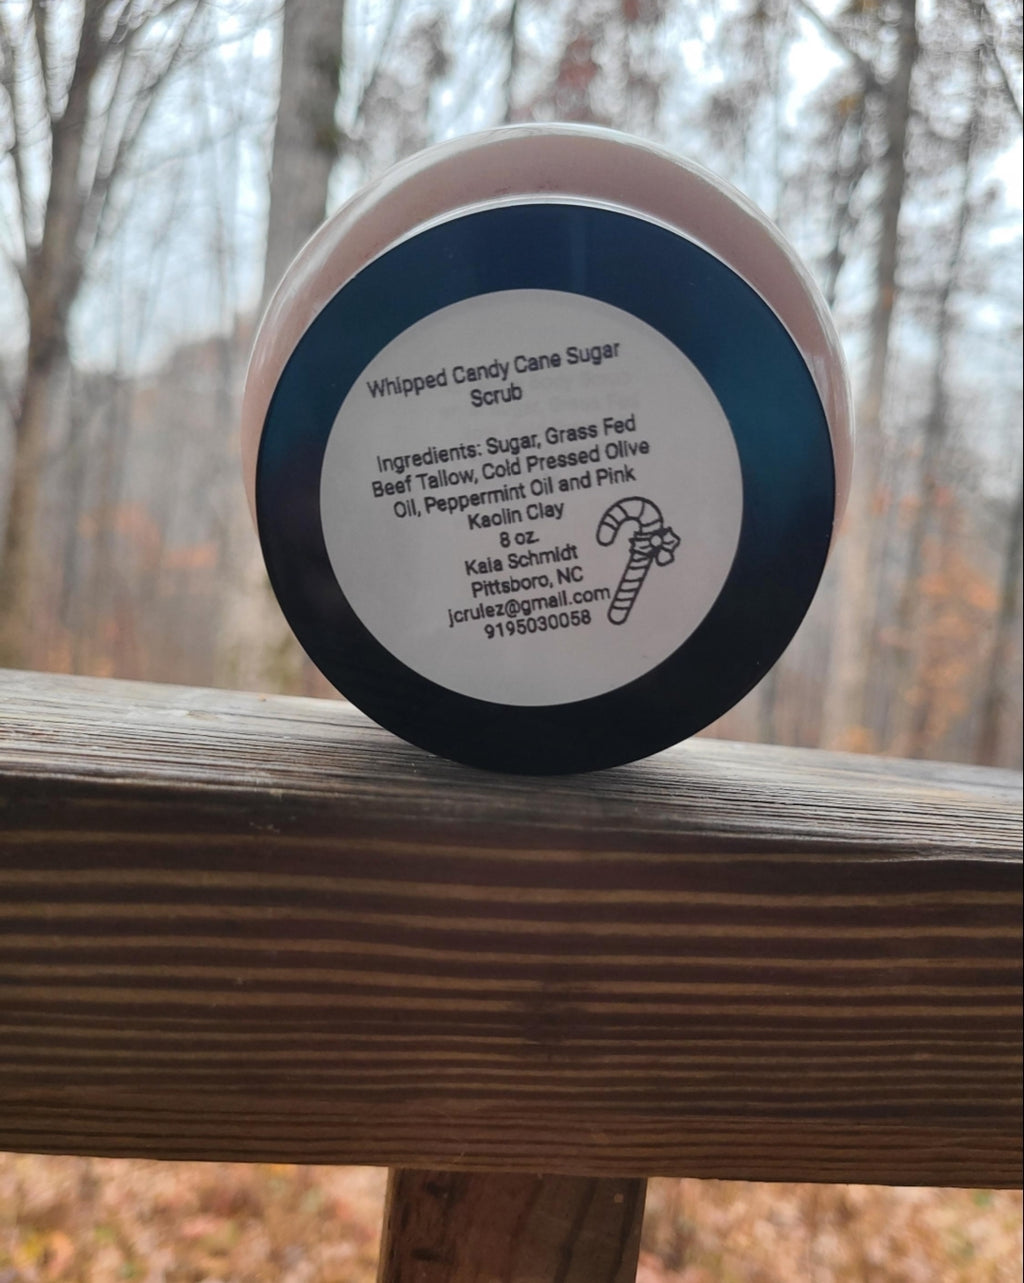 Whipped Candy Cane Sugar
Scrub
Ingredients: Sugar, Grass Fed
Beef Tallow, Cold Pressed Olive
Oil, Peppermint Oil and Pink
Kaolin Clay
8 oz.
Kaia Schmidt
Pittsboro, NC
jcrulez@gmail.com
9195030058